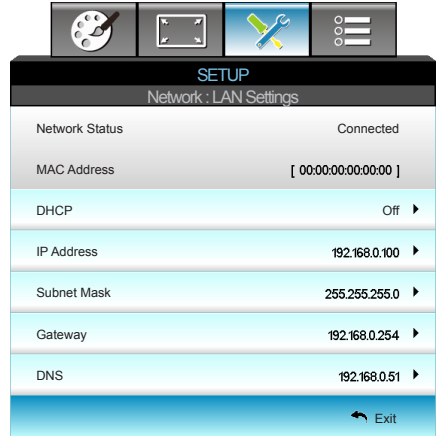 SETUP
Network : LAN Settings
Network Status Connected
MAC Address [ 00:00:00:00:00:00 ]
DHCP Off
IP Address 192.168.0.100
Subnet Mask 255.255.255.0
Gateway 192.168.0.254
DNS 192.168.0.51
Exit